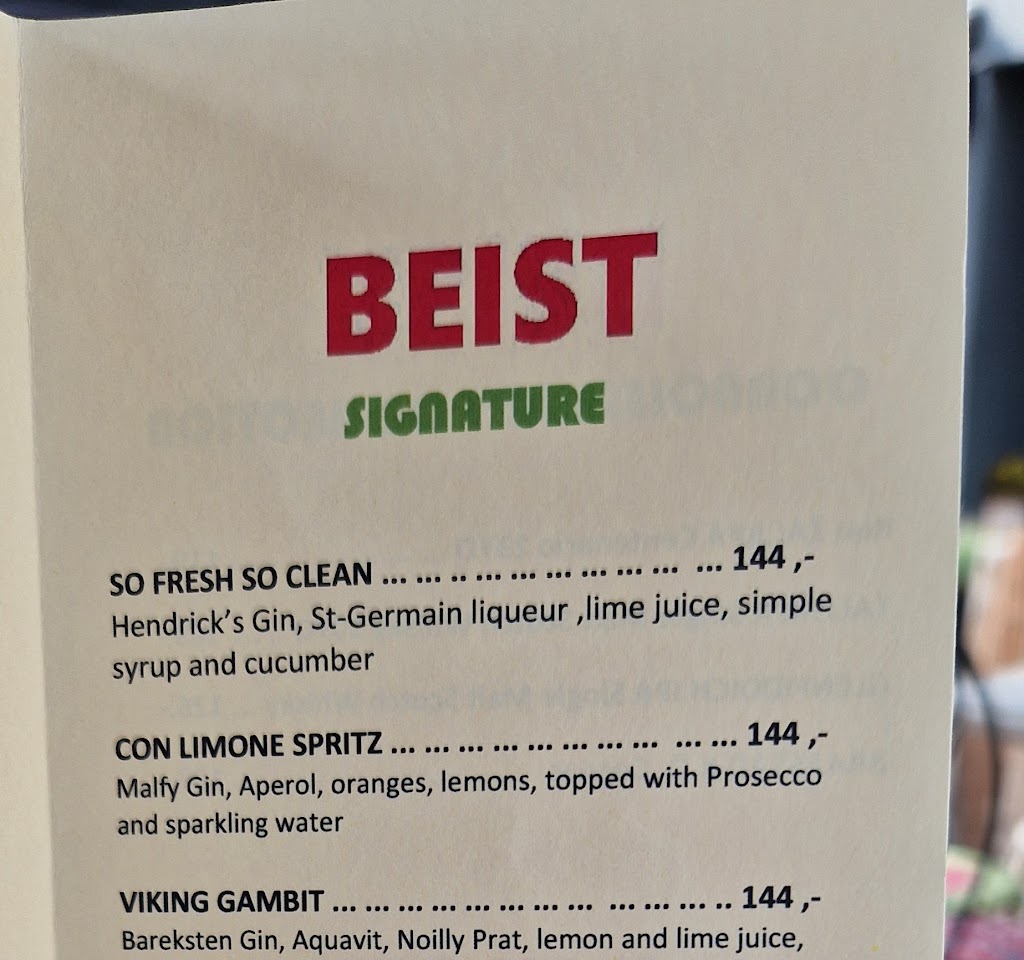 BEIST
SIGNATURE
SO FRESH SO CLEAN ... ... .. ... ... ... ... ... ...  ... 144 ,-
Hendrick’s Gin, St-Germain liqueur ,lime juice, simple
syrup and cucumber
CON LIMONE SPRITZ ... ... ... ... ... ... ... ...  ... ... 144 ,-
Malfy Gin, Aperol, oranges, lemons, topped with Prosecco
and sparkling water
VIKING GAMBIT ... ... ... ... ... ... ... ...  ... ... ... .. 144 ,-
Bareksten Gin, Aquavit, Noilly Prat, lemon and lime juice,